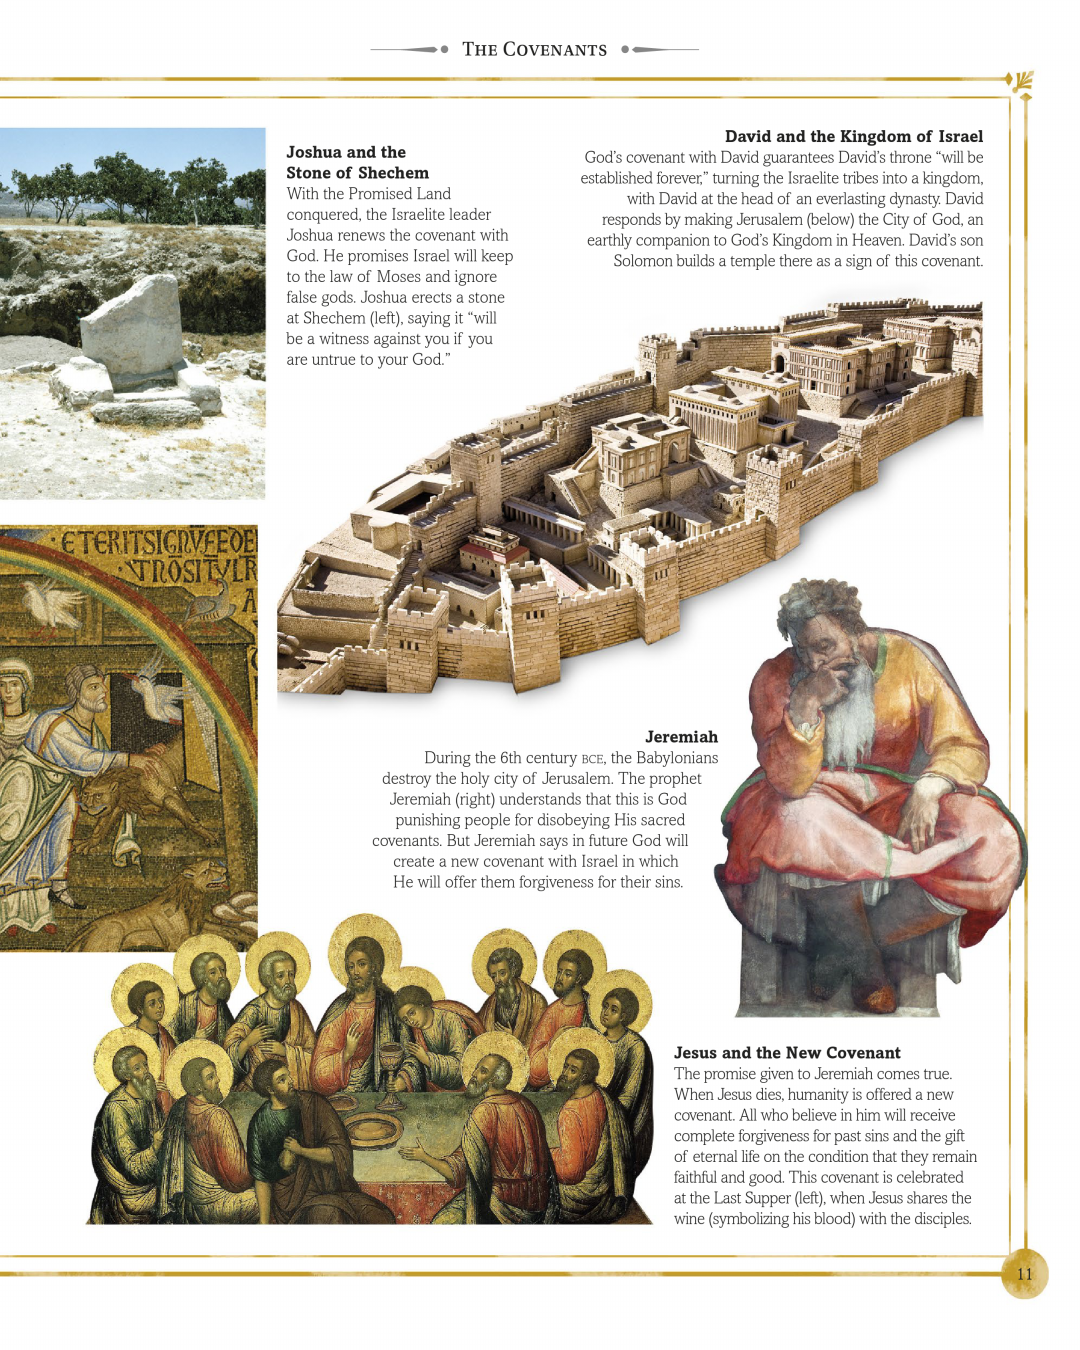 The Covenants
Joshua and the
Stone of Shechem
With the Promised Land
conquered, the Israelite leader
Joshua renews the covenant with
God. He promises Israel will keep
to the law of Moses and ignore
false gods. Joshua erects a stone
at Shechem (left), saying it “will
be a witness against you if you
are untrue to your God.”
David and the Kingdom of Israel
God’s covenant with David guarantees David’s throne “will be
established forever,” turning the Israelite tribes into a kingdom,
with David at the head of an everlasting dynasty. David
responds by making Jerusalem (below) the City of God, an
earthly companion to God’s Kingdom in Heaven. David’s son
Solomon builds a temple there as a sign of this covenant.
Jeremiah
During the 6th century BCE, the Babylonians
destroy the holy city of Jerusalem. The prophet
Jeremiah (right) understands that this is God
punishing people for disobeying His sacred
covenants. But Jeremiah says in future God will
create a new covenant with Israel in which
He will offer them forgiveness for their sins.
Jesus and the New Covenant
The promise given to Jeremiah comes true.
When Jesus dies, humanity is offered a new
covenant. All who believe in him will receive
complete forgiveness for past sins and the gift
of eternal life on the condition that they remain
faithful and good. This covenant is celebrated
at the Last Supper (left), when Jesus shares the
wine (symbolizing his blood) with the disciples.
11